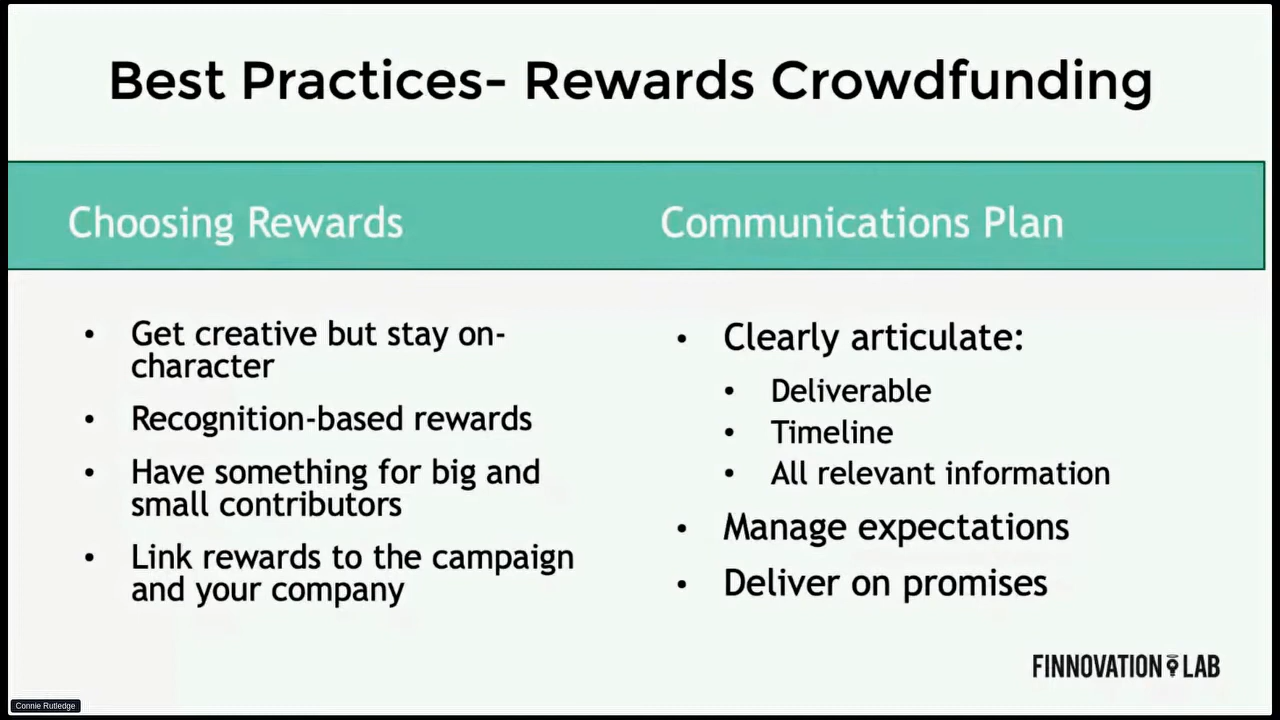 Best Practices- Rewards Crowdfunding
Choosing Rewards
Get creative but stay on-
character
Recognition-based rewards
Have something for big and
small contributors
Link rewards to the campaign
and your company
Communications Plan
Clearly articulate:
Deliverable
Timeline
All relevant information
Manage expectations
Deliver on promises
FINNOVATION LAB
Connie Rutledge